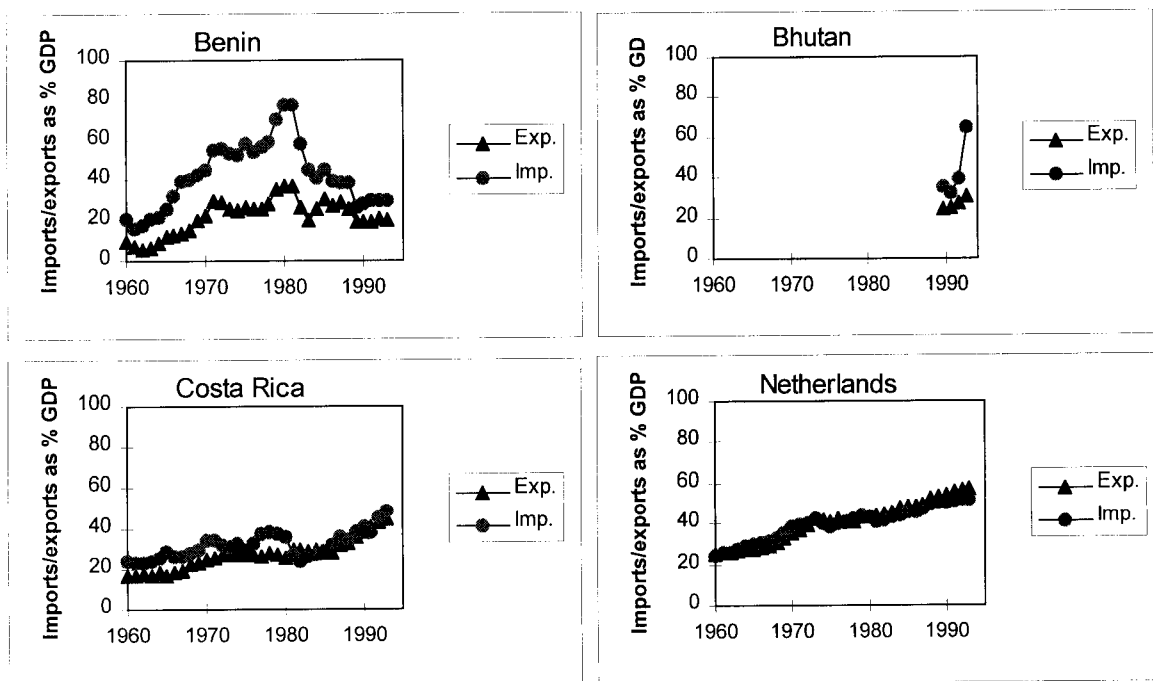 Benin
Imports/exports as % GDP
100
80
60
40
20
0
1960 1970 1980 1990
Exp.
Imp.
Bhutan
Imports/exports as % GD
100
80
60
40
20
0
1960 1970 1980 1990
Exp.
Imp.
Costa Rica
Imports/exports as % GDP
100
80
60
40
20
0
1960 1970 1980 1990
Exp.
Imp.
Netherlands
Imports/exports as % GDP
100
80
60
40
20
0
1960 1970 1980 1990
Exp.
Imp.